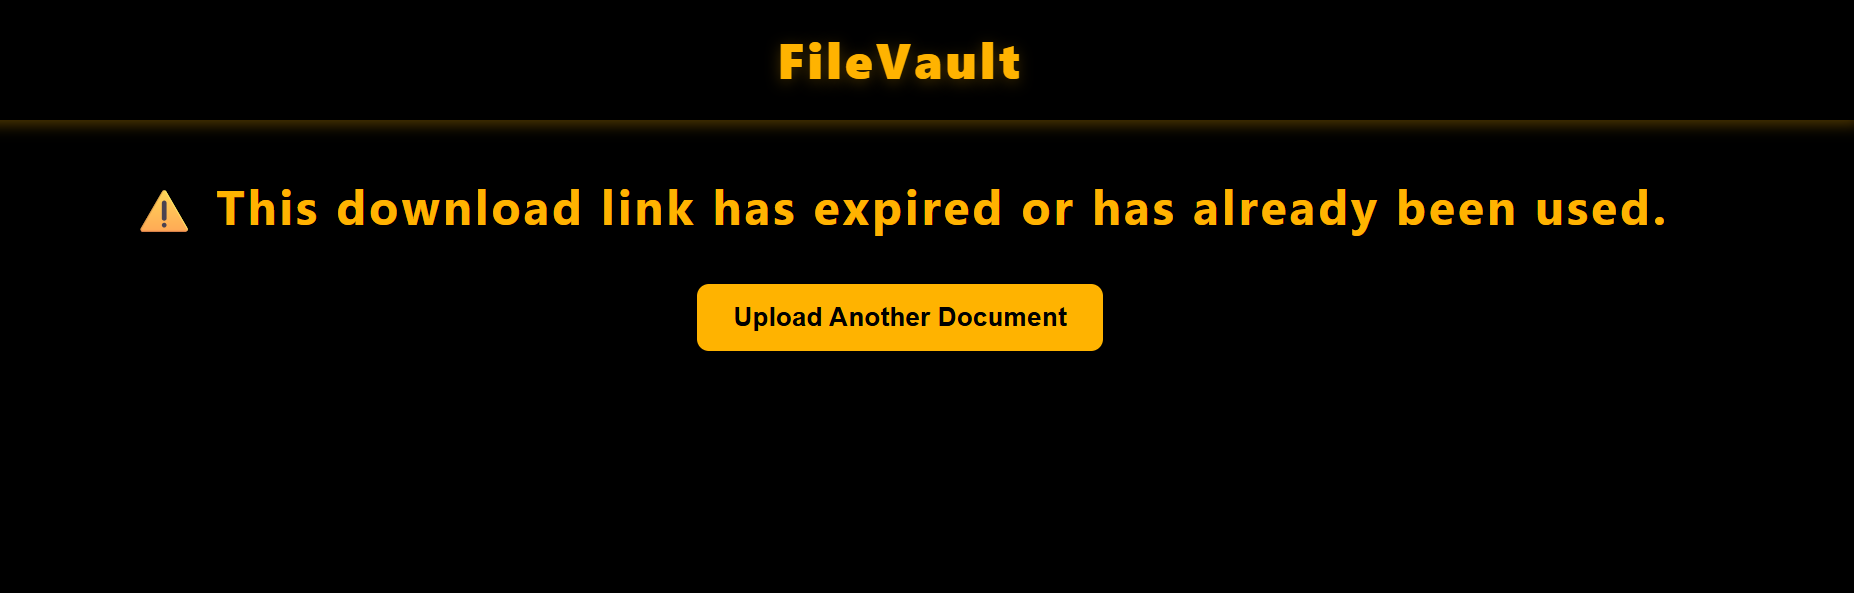 FileVault
⚠️ This download link has expired or has already been used.
Upload Another Document